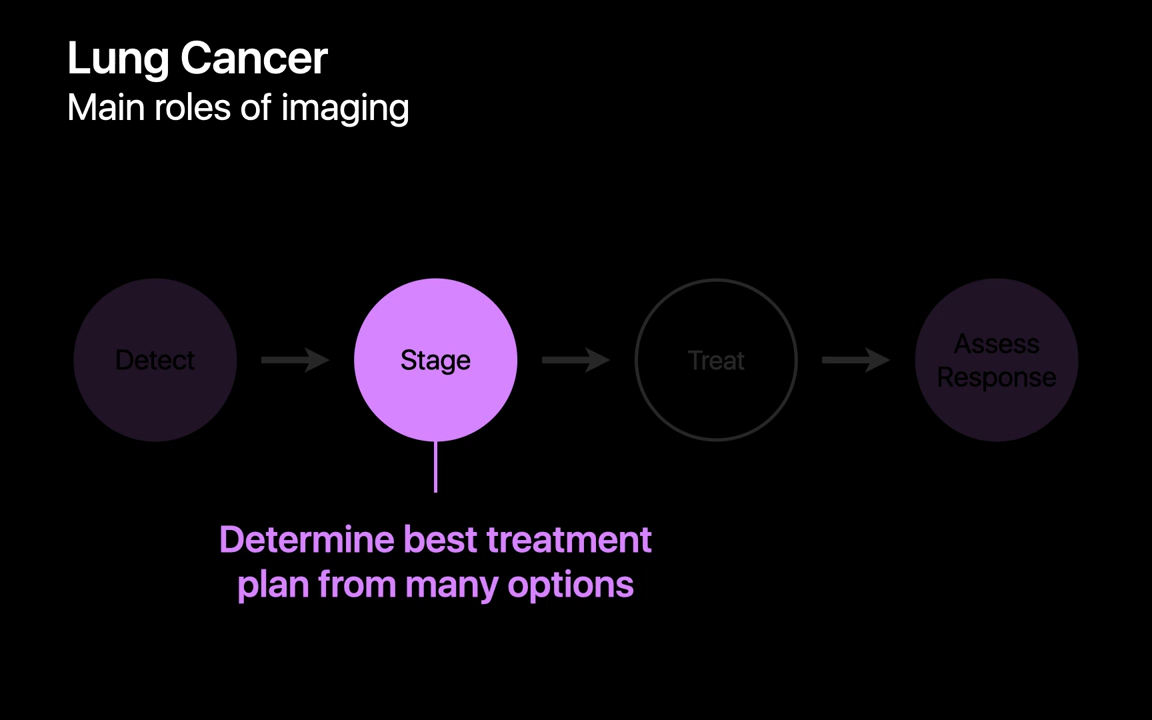 Lung Cancer
Main roles of imaging
Detect
Stage
Treat
Assess
Response
Determine best treatment
plan from many options